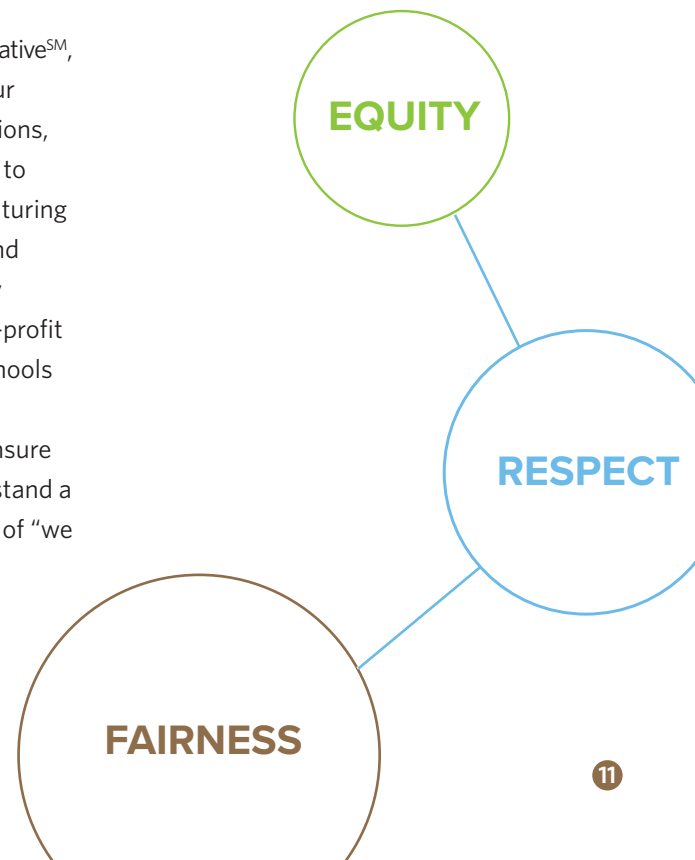 ative℠,
ur
ions,
to
turing
nd
-profit
hools
nsure
stand a
of “we
EQUITY
RESPECT
FAIRNESS
11